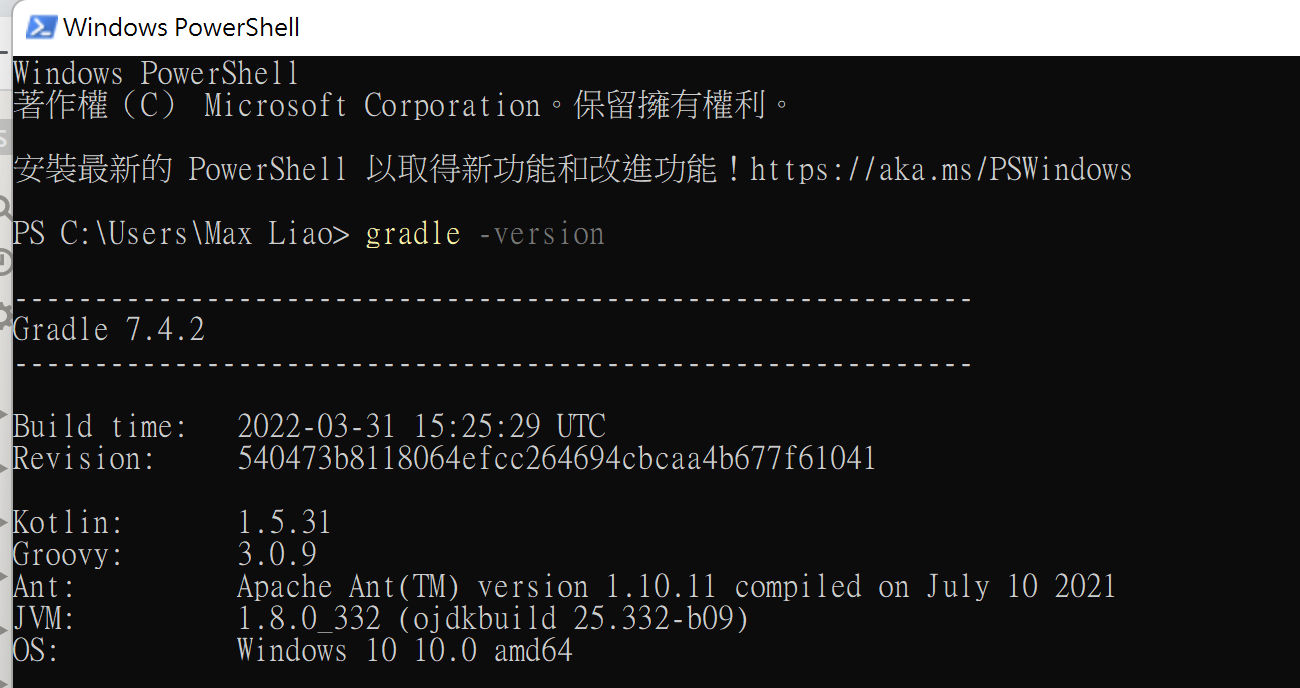 Windows PowerShell
Windows PowerShell
著作權（C） Microsoft Corporation。保留擁有權利。
安裝最新的 PowerShell 以取得新功能和改進功能！https://aka.ms/PSWindows
PS C:\Users\Max Liao> gradle -version
------------------------------------------------------------
Gradle 7.4.2
------------------------------------------------------------
Build time:   2022-03-31 15:25:29 UTC
Revision:     540473b8118064efcc264694cbcaa4b677f61041
Kotlin:       1.5.31
Groovy:       3.0.9
Ant:          Apache Ant(TM) version 1.10.11 compiled on July 10 2021
JVM:          1.8.0_332 (ojdkbuild 25.332-b09)
OS:           Windows 10 10.0 amd64